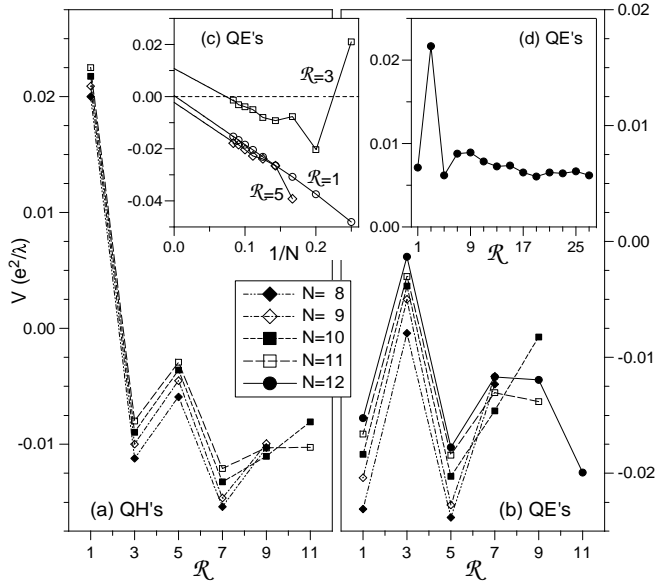 V (e²/λ)
0.02
0.01
0.00
-0.01
(a) QH's
1 3 5 7 9 11
ℛ
(c) QE's
0.02
0.00
-0.02
-0.04
ℛ=3
ℛ=1
ℛ=5
0.0 0.1 0.2
1/N
(d) QE's
0.02
0.01
0.00
1 9 17 25
ℛ
N= 8
N= 9
N=10
N=11
N=12
0.02
0.01
0.00
-0.01
-0.02
(b) QE's
1 3 5 7 9 11
ℛ